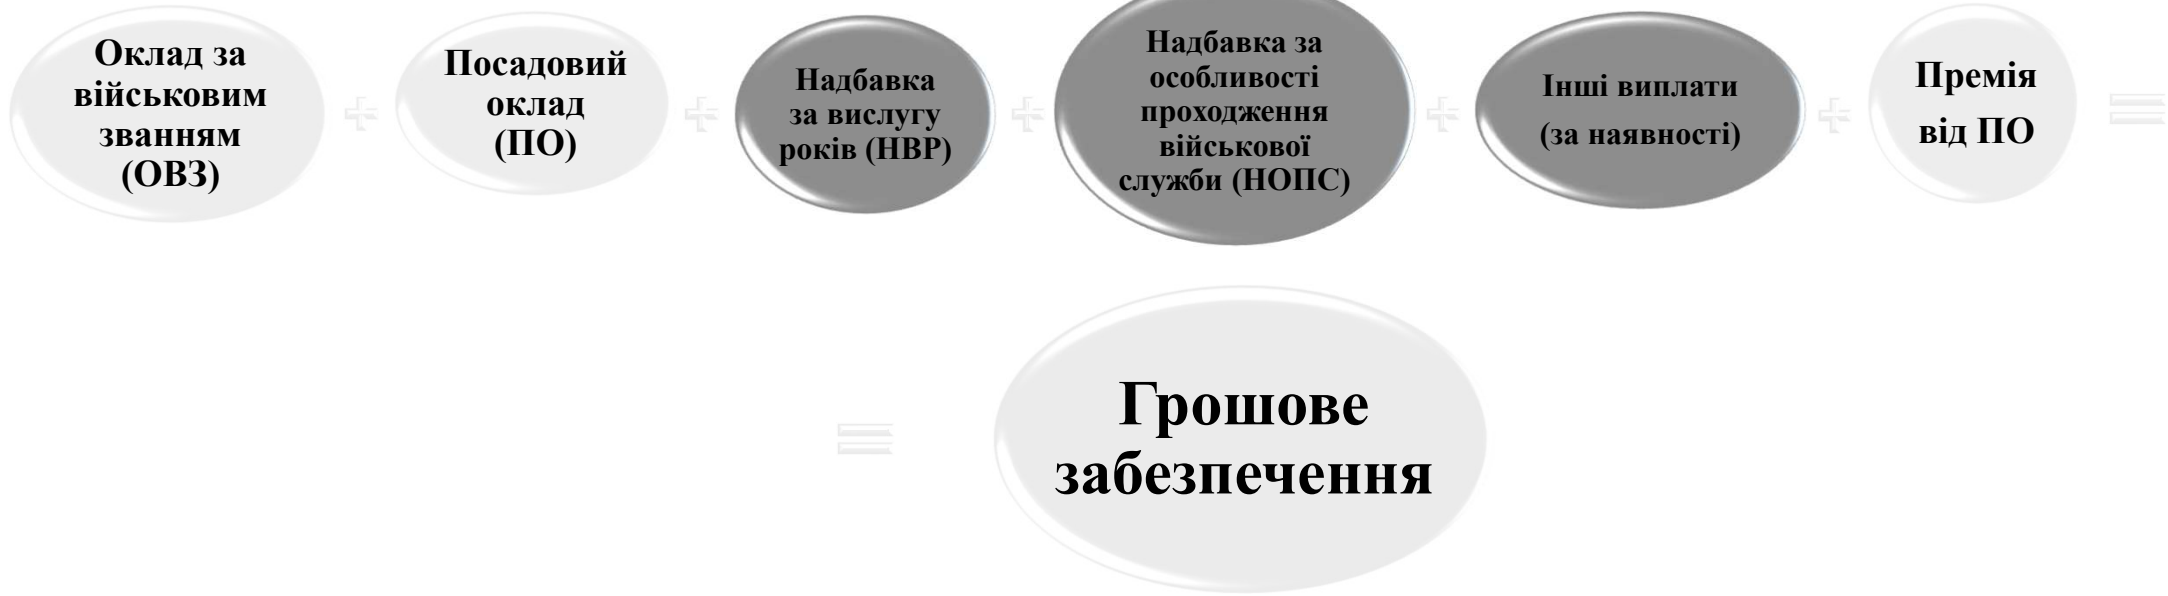 Оклад за
військовим
званням
(ОВЗ)
+
Посадовий
оклад
(ПО)
+
Надбавка
за вислугу
років (НВР)
+
Надбавка за
особливості
проходження
військової
служби (НОПС)
+
Інші виплати
(за наявності)
+
Премія
від ПО
=
=
Грошове
забезпечення